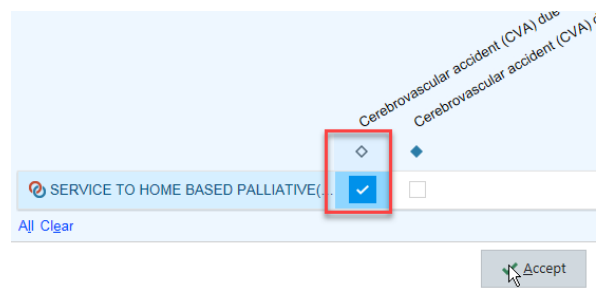 Cerebrovascular accident (CVA) due
Cerebrovascular accident (CVA) d
SERVICE TO HOME BASED PALLIATIVE(...
All Clear
Accept